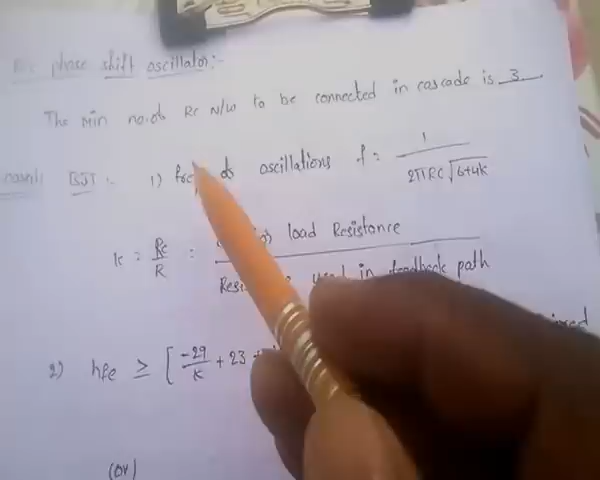 RC phase shift oscillator:-
The Min no.of RC N/W to be connected in cascade is 3
BJT :- 1) of oscillations f = 1 / 2πRC√6+4K
K = Rc/R : load Resistance / used in feedback path
2) hfe ≥ [ -29/K + 23 +
(or)